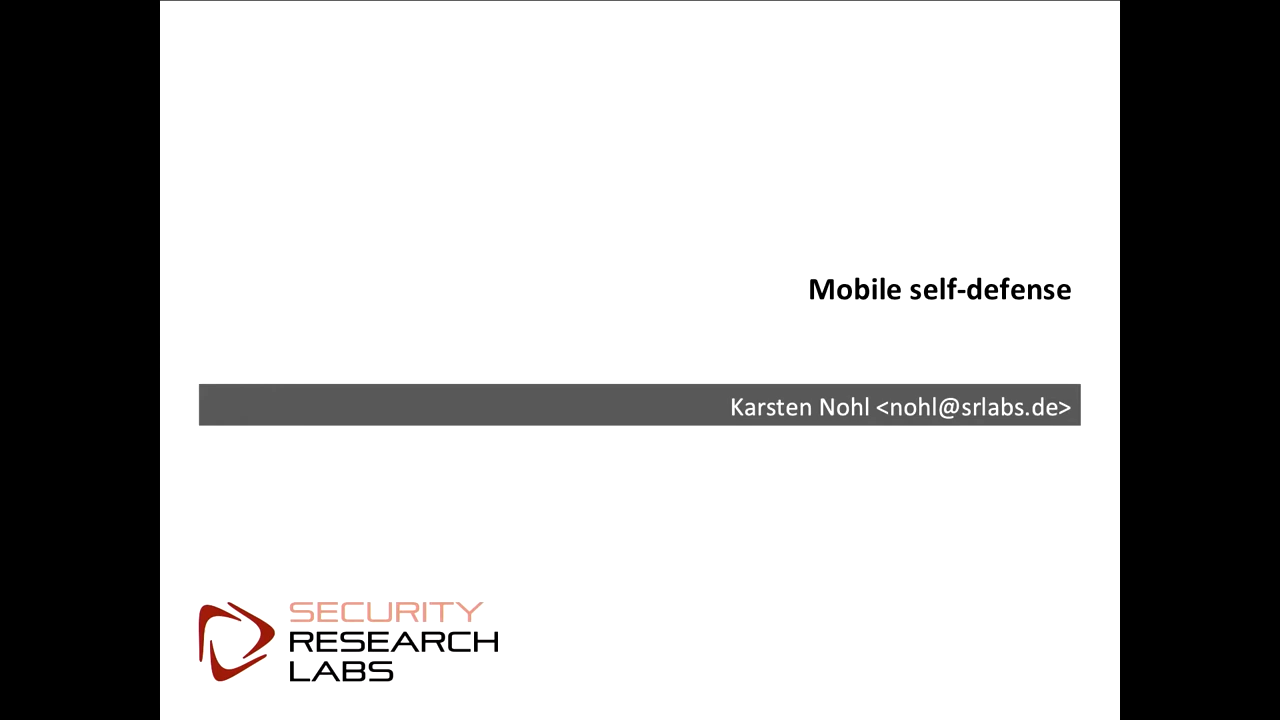 Mobile self-defense
Karsten Nohl <nohl@srlabs.de>
SECURITY
RESEARCH
LABS